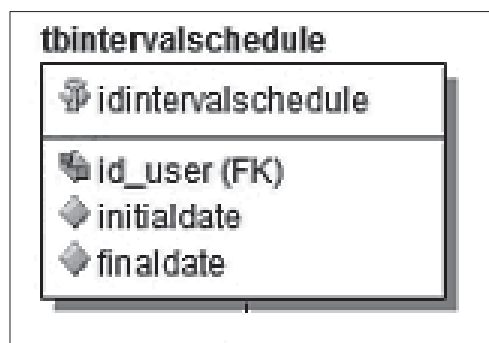 tbintervalschedule
idintervalschedule
id_user (FK)
initialdate
finaldate